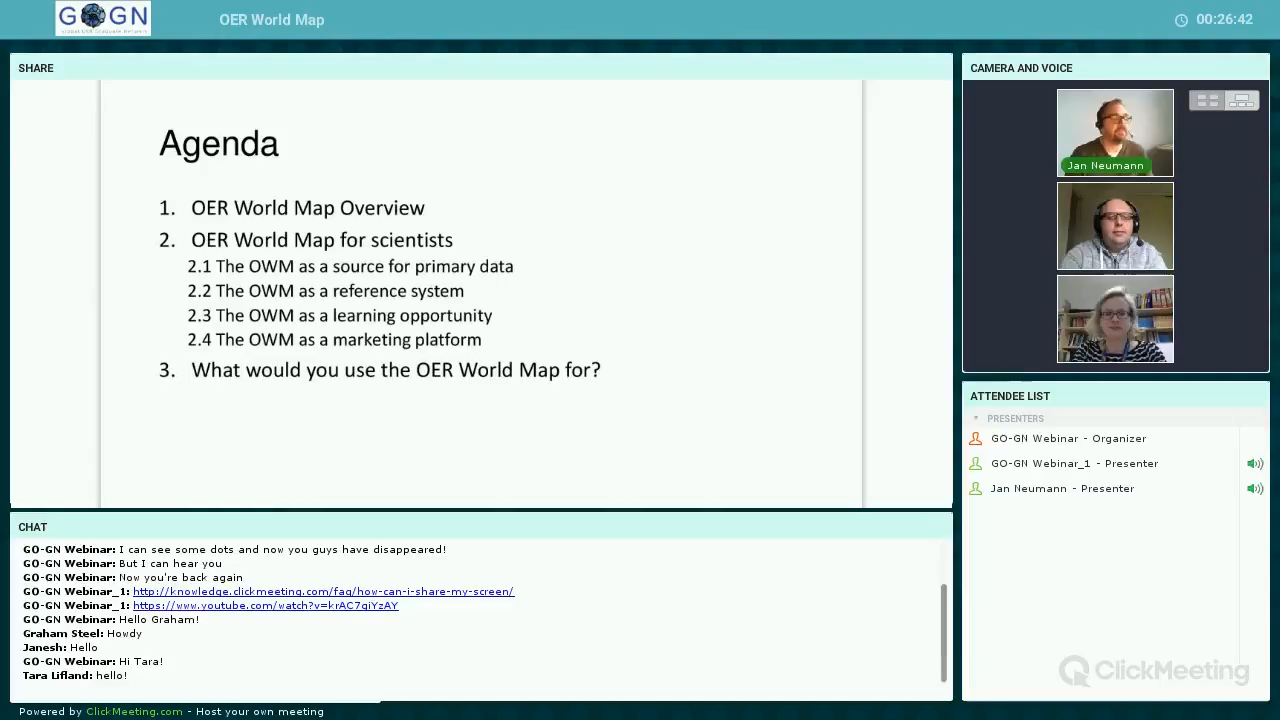 GO GN
OER World Map
00:26:42
SHARE
Agenda
1. OER World Map Overview
2. OER World Map for scientists
2.1 The OWM as a source for primary data
2.2 The OWM as a reference system
2.3 The OWM as a learning opportunity
2.4 The OWM as a marketing platform
3. What would you use the OER World Map for?
CAMERA AND VOICE
Jan Neumann
ATTENDEE LIST
PRESENTERS
GO-GN Webinar - Organizer
GO-GN Webinar_1 - Presenter
Jan Neumann - Presenter
ClickMeeting
CHAT
GO-GN Webinar: I can see some dots and now you guys have disappeared!
GO-GN Webinar: But I can hear you
GO-GN Webinar: Now you're back again
GO-GN Webinar_1: http://knowledge.clickmeeting.com/faq/how-can-i-share-my-screen/
GO-GN Webinar_1: https://www.youtube.com/watch?v=krAC7qiYzAY
GO-GN Webinar: Hello Graham!
Graham Steel: Howdy
Janesh: Hello
GO-GN Webinar: Hi Tara!
Tara Lifland: hello!
Powered by ClickMeeting.com - Host your own meeting